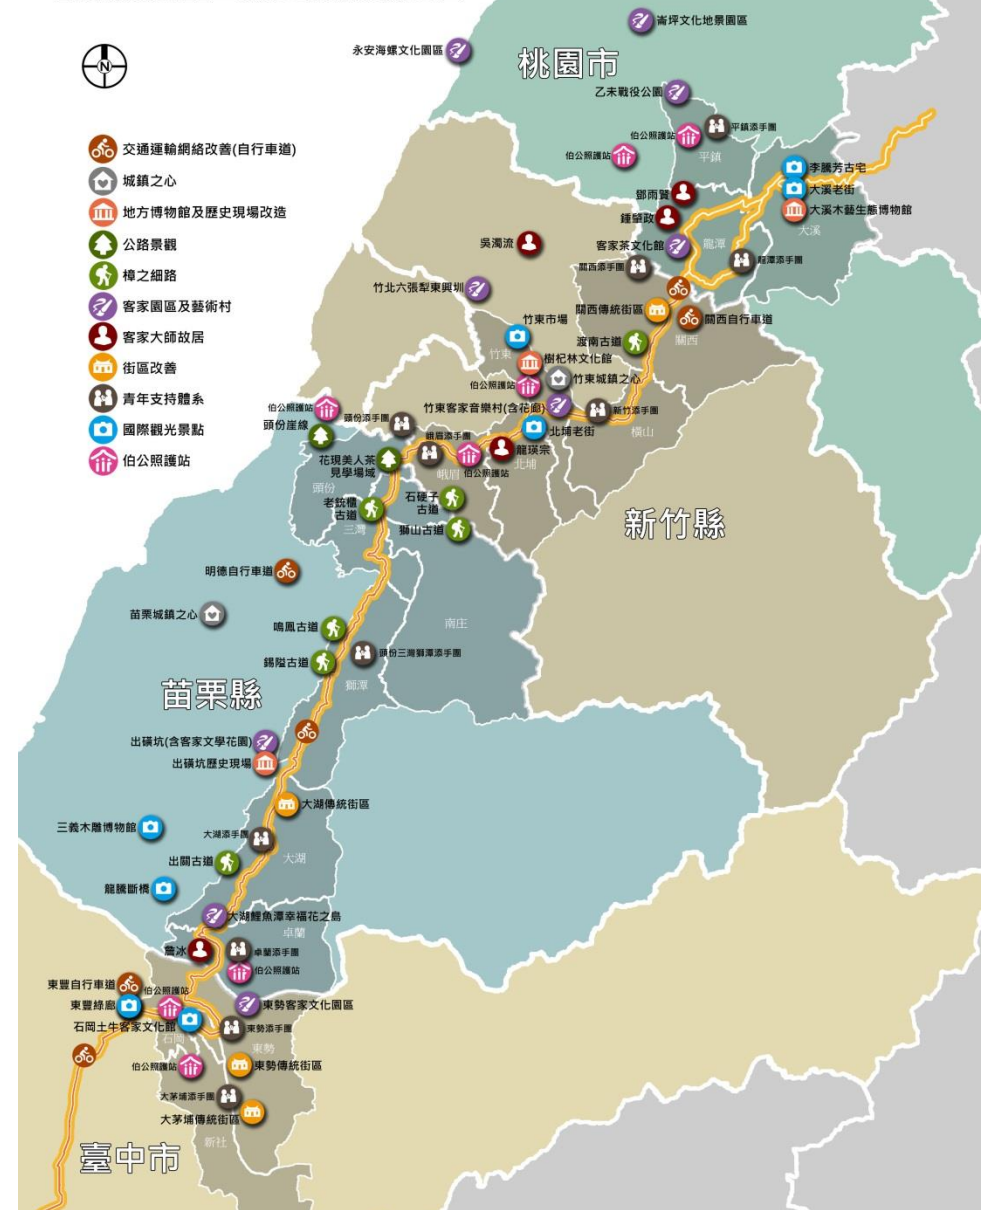 崙坪文化地景園區
永安海螺文化園區
桃園市
N
乙未戰役公園
交通運輸網絡改善(自行車道)
城鎮之心
地方博物館及歷史現場改造
公路景觀
樟之細路
客家園區及藝術村
客家大師故居
街區改善
青年支持體系
國際觀光景點
伯公照護站
平鎮添手團
伯公照護站
平鎮
李騰芳古宅
大溪老街
大溪木藝生態博物館
大溪
鄧雨賢
鍾肇政
龍潭
客家茶文化館
吳濁流
龍潭添手團
關西添手團
竹北六張犁東興圳
關西傳統街區
關西自行車道
關西
竹東市場
竹東
渡南古道
樹杞林文化館
竹東城鎮之心
伯公照護站
竹東客家音樂村(含花廊)
新竹添手團
橫山
伯公照護站
頭份添手團
頭份崖線
峨眉添手團
北埔老街
龍瑛宗
花現美人茶
見學場域
峨眉
伯公照護站
北埔
頭份
老銃櫃
古道
三灣
石硬子
古道
獅山古道
新竹縣
明德自行車道
苗栗城鎮之心
鳴鳳古道
南庄
頭份三灣獅潭添手團
錫隘古道
獅潭
苗栗縣
出磺坑(含客家文學花園)
出磺坑歷史現場
大湖傳統街區
三義木雕博物館
大湖添手團
大湖
出關古道
龍騰斷橋
大湖鯉魚潭幸福花之島
卓蘭
詹冰
卓蘭添手團
伯公照護站
東豐自行車道
伯公照護站
東豐綠廊
東勢客家文化園區
石岡土牛客家文化館
東勢添手團
石岡
東勢
伯公照護站
東勢傳統街區
大茅埔添手團
大茅埔傳統街區
新社
臺中市